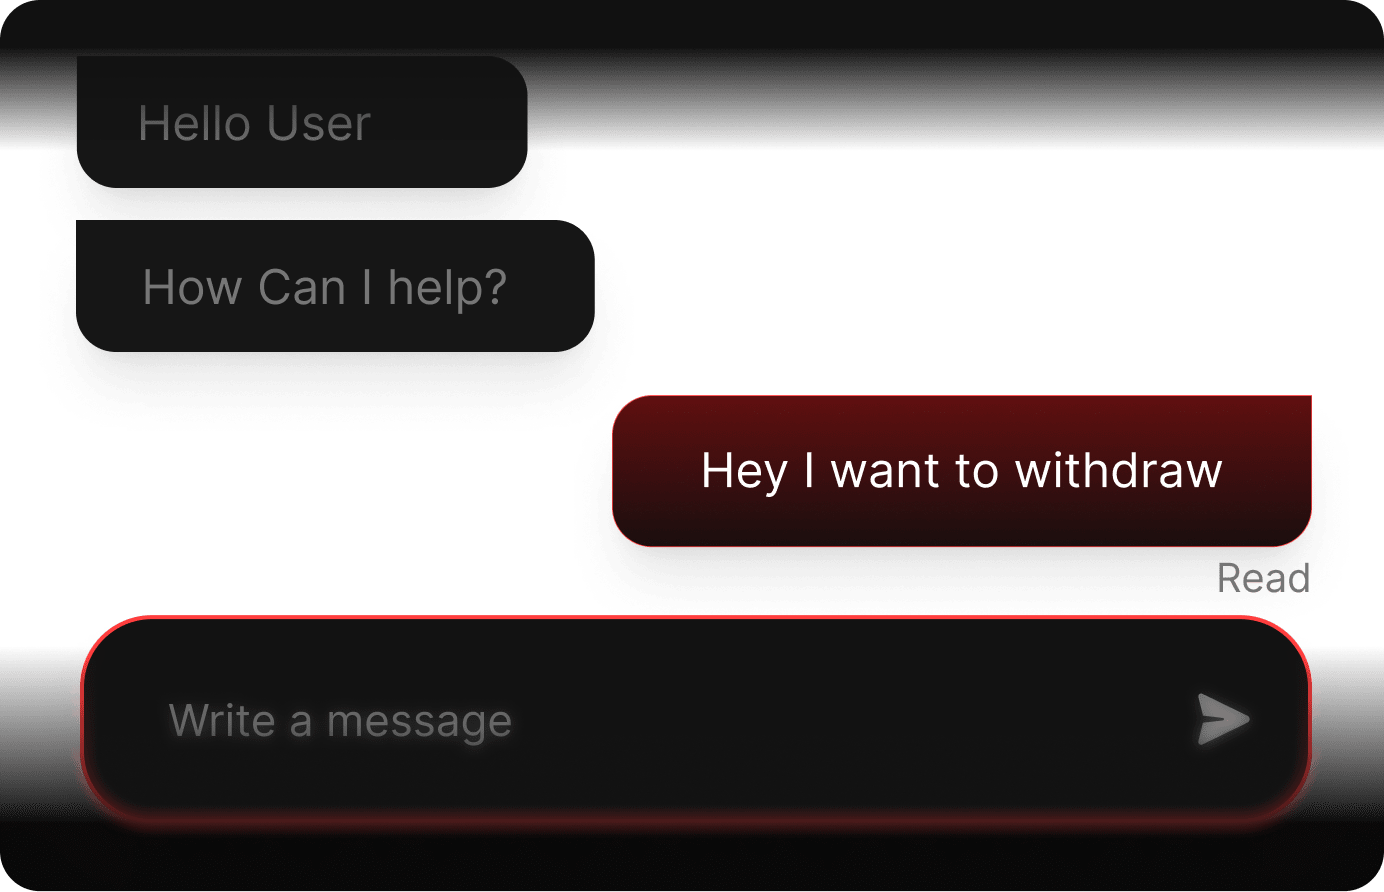 Hello User
How Can I help?
Hey I want to withdraw
Read
Write a message